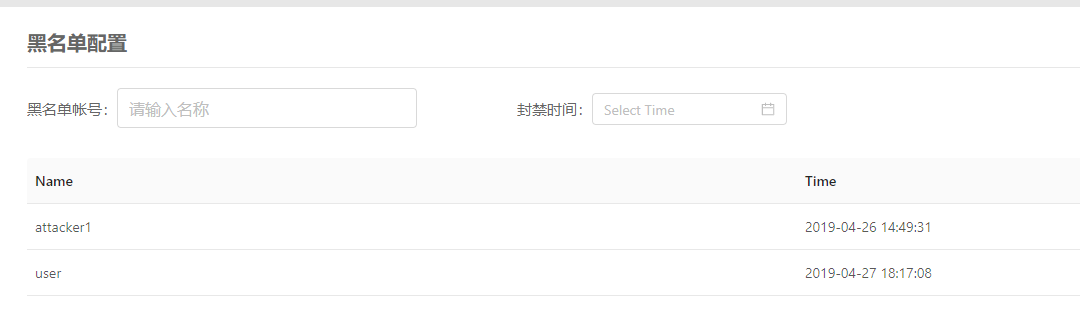 黑名单配置
黑名单帐号： 请输入名称 封禁时间： Select Time
Name Time
attacker1 2019-04-26 14:49:31
user 2019-04-27 18:17:08